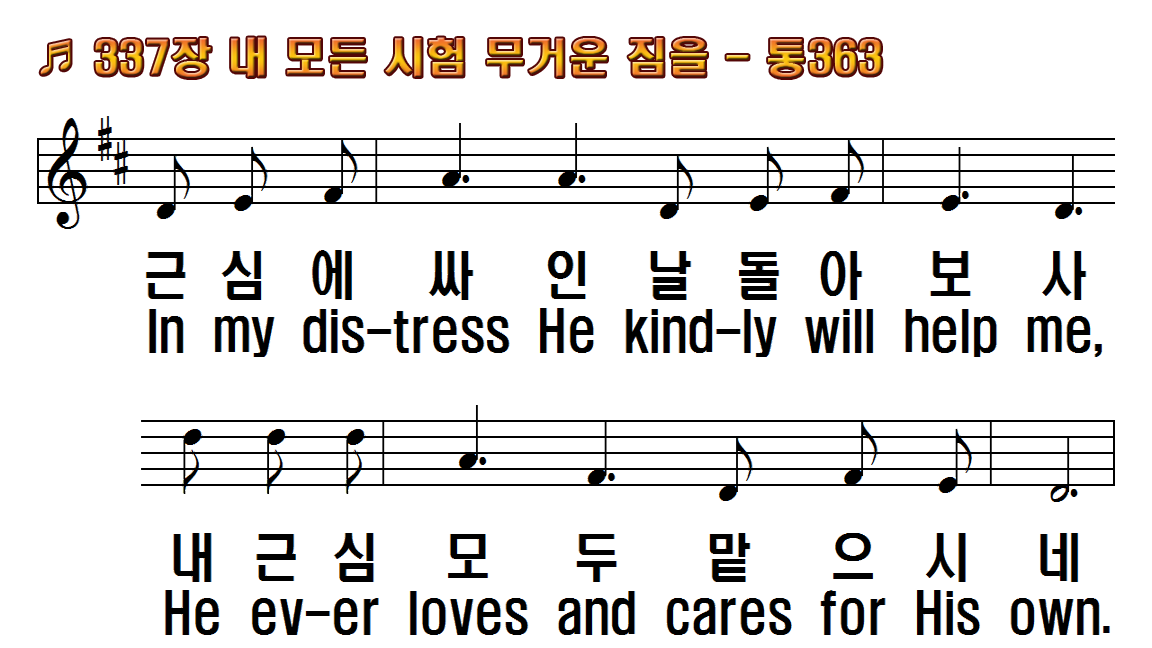 ♬ 337장 내 모든 시험 무거운 짐을 - 통363
근 심 에 싸 인 날 돌 아 보 사
In my dis-tress He kind-ly will help me,
내 근 심 모 두 맡 으 시 네
He ev-er loves and cares for His own.